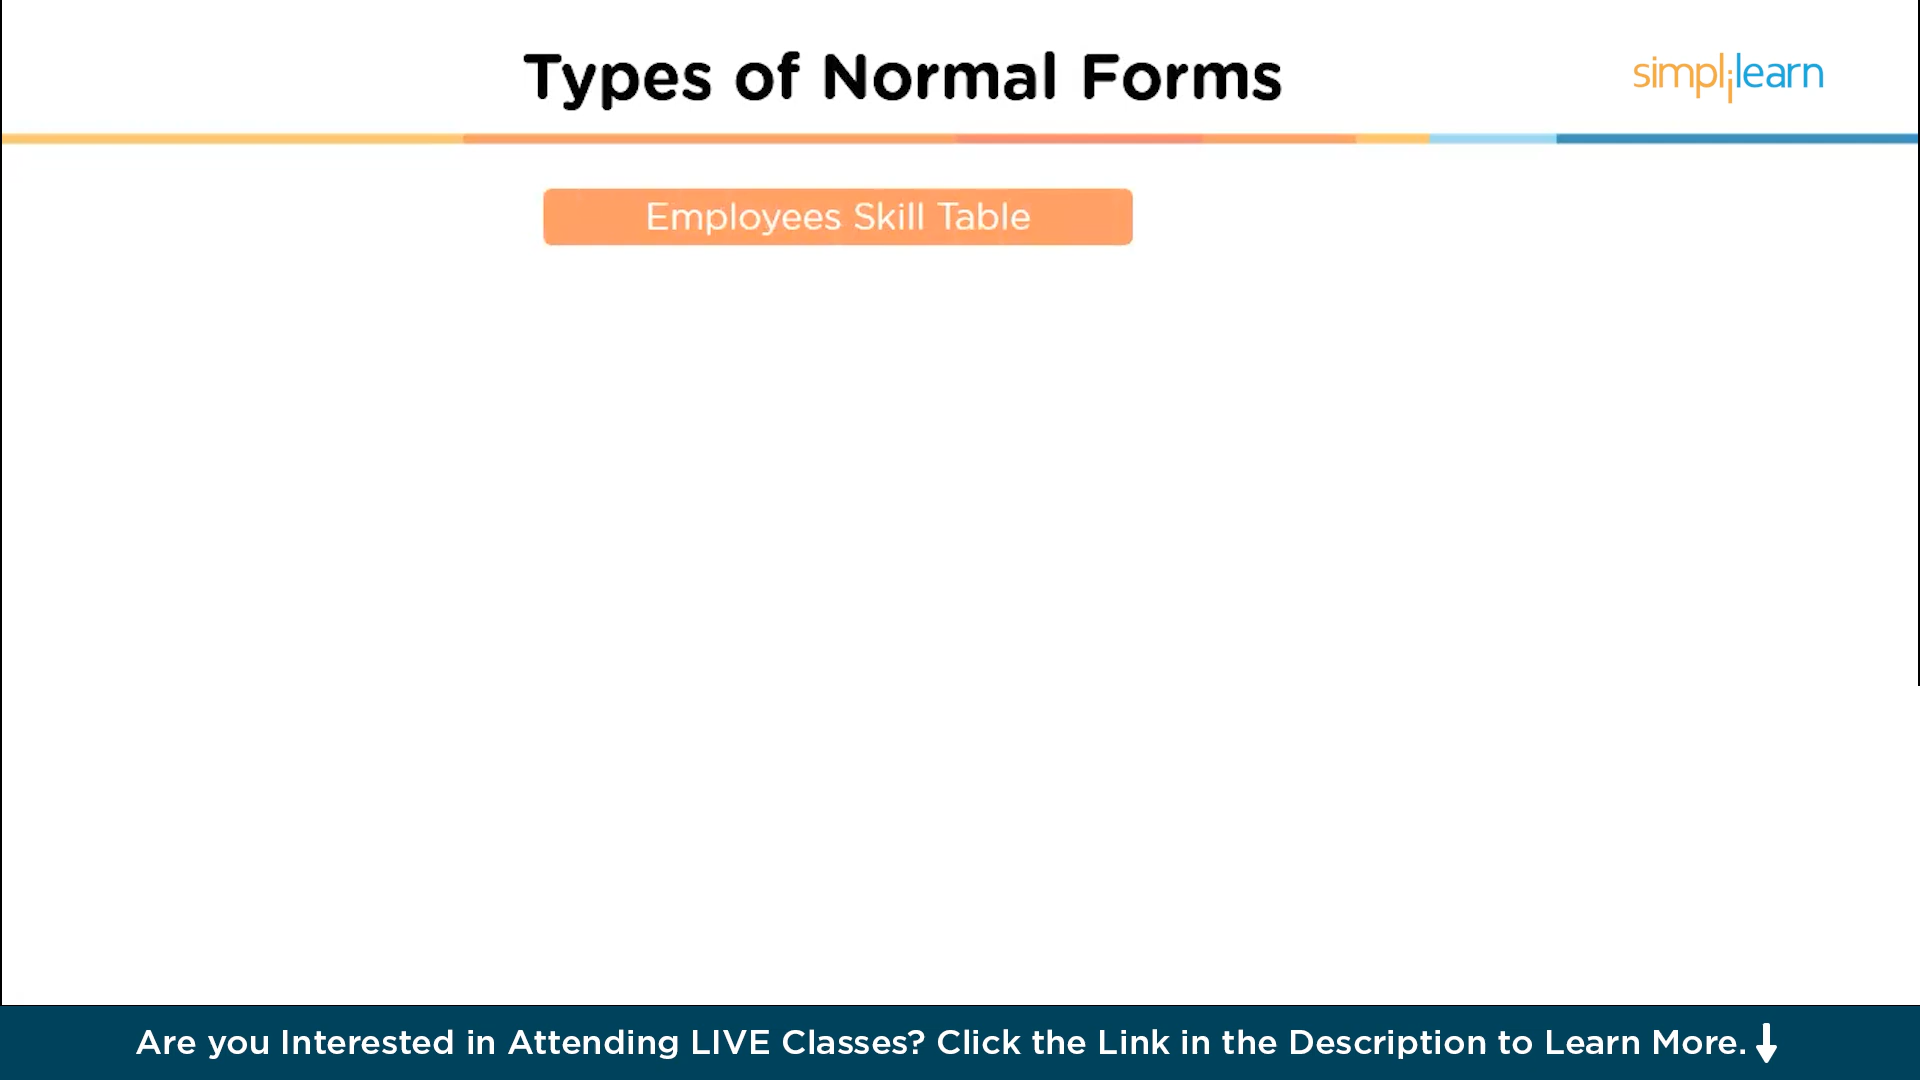 Types of Normal Forms
simplilearn
Employees Skill Table
Are you Interested in Attending LIVE Classes? Click the Link in the Description to Learn More.